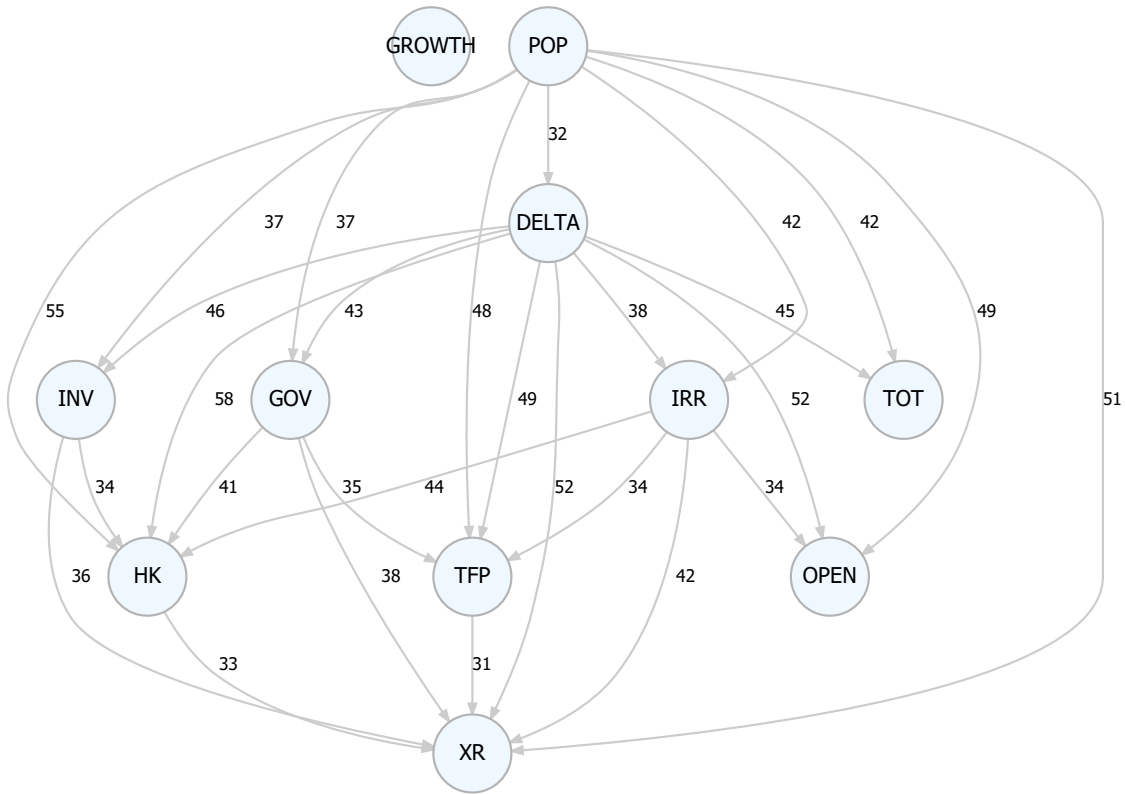 GROWTH POP
32
37 37 DELTA 42 42
55 46 43 48 38 45 49
INV 58 GOV 49 IRR 52 TOT 51
34 41 35 44 52 34 34
36 HK 38 TFP 42 OPEN
33 31
XR